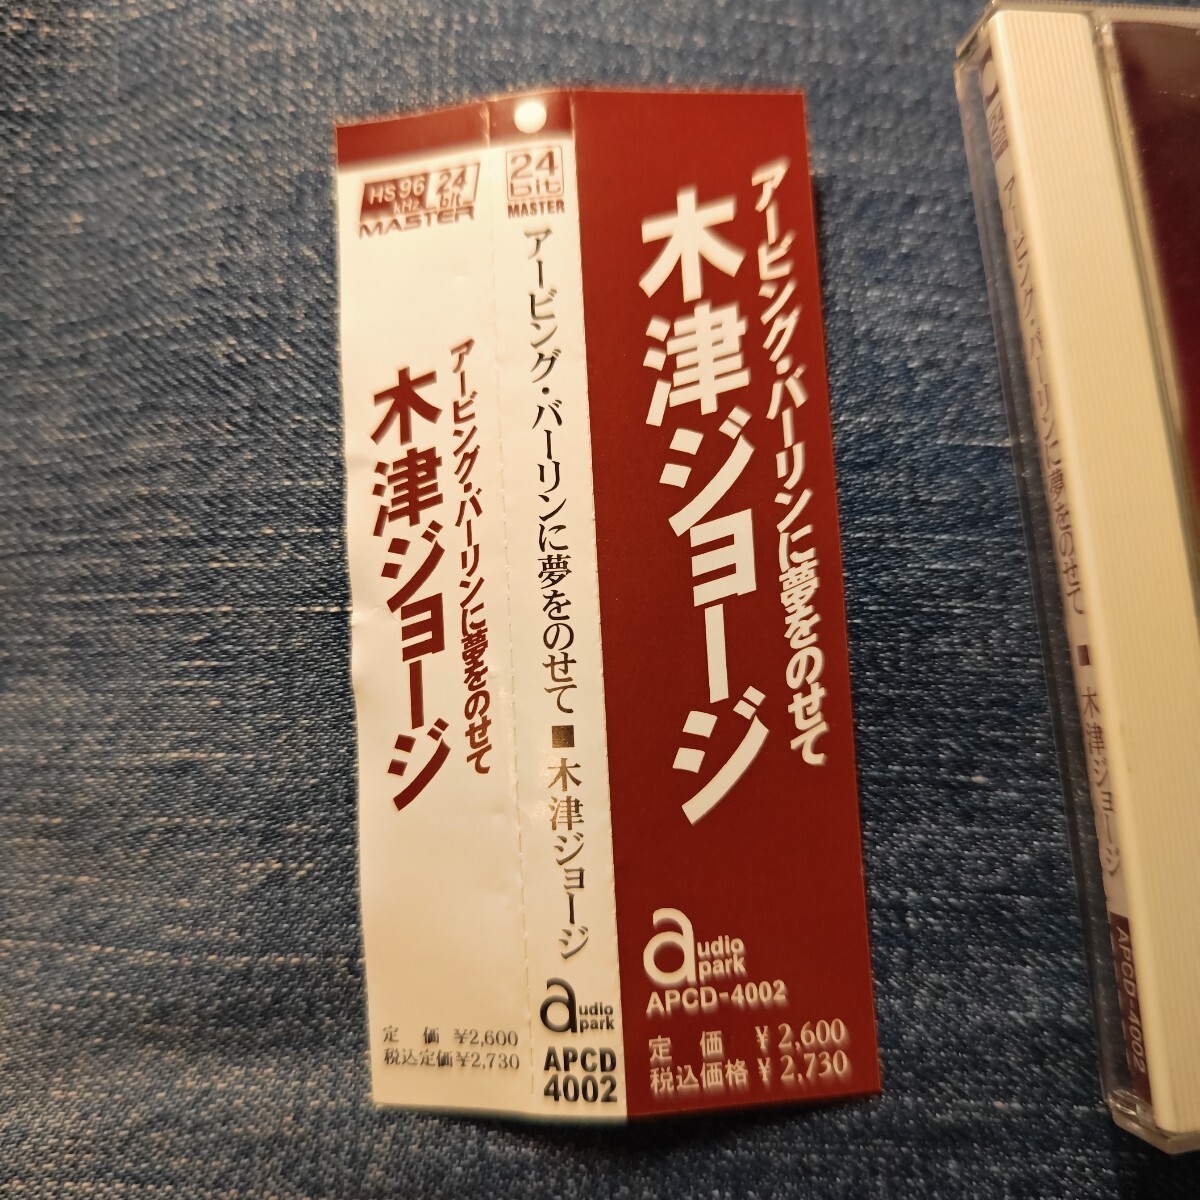 アービング・バーリンに夢をのせて
木津ジョージ
audio park
APCD-4002
定 価 ¥2,600
税込価格 ¥2,730
24 bit
MASTER
アービング・バーリンに夢をのせて ■ 木津ジョージ
audio park
APCD
4002
HS 96 kHz 24 bit
MASTER
アービング・バーリンに夢をのせて
木津ジョージ
定 価 ¥2,600
税込定価¥2,730
アービング・バーリンに夢をのせて ■ 木津ジョージ
APCD-4002